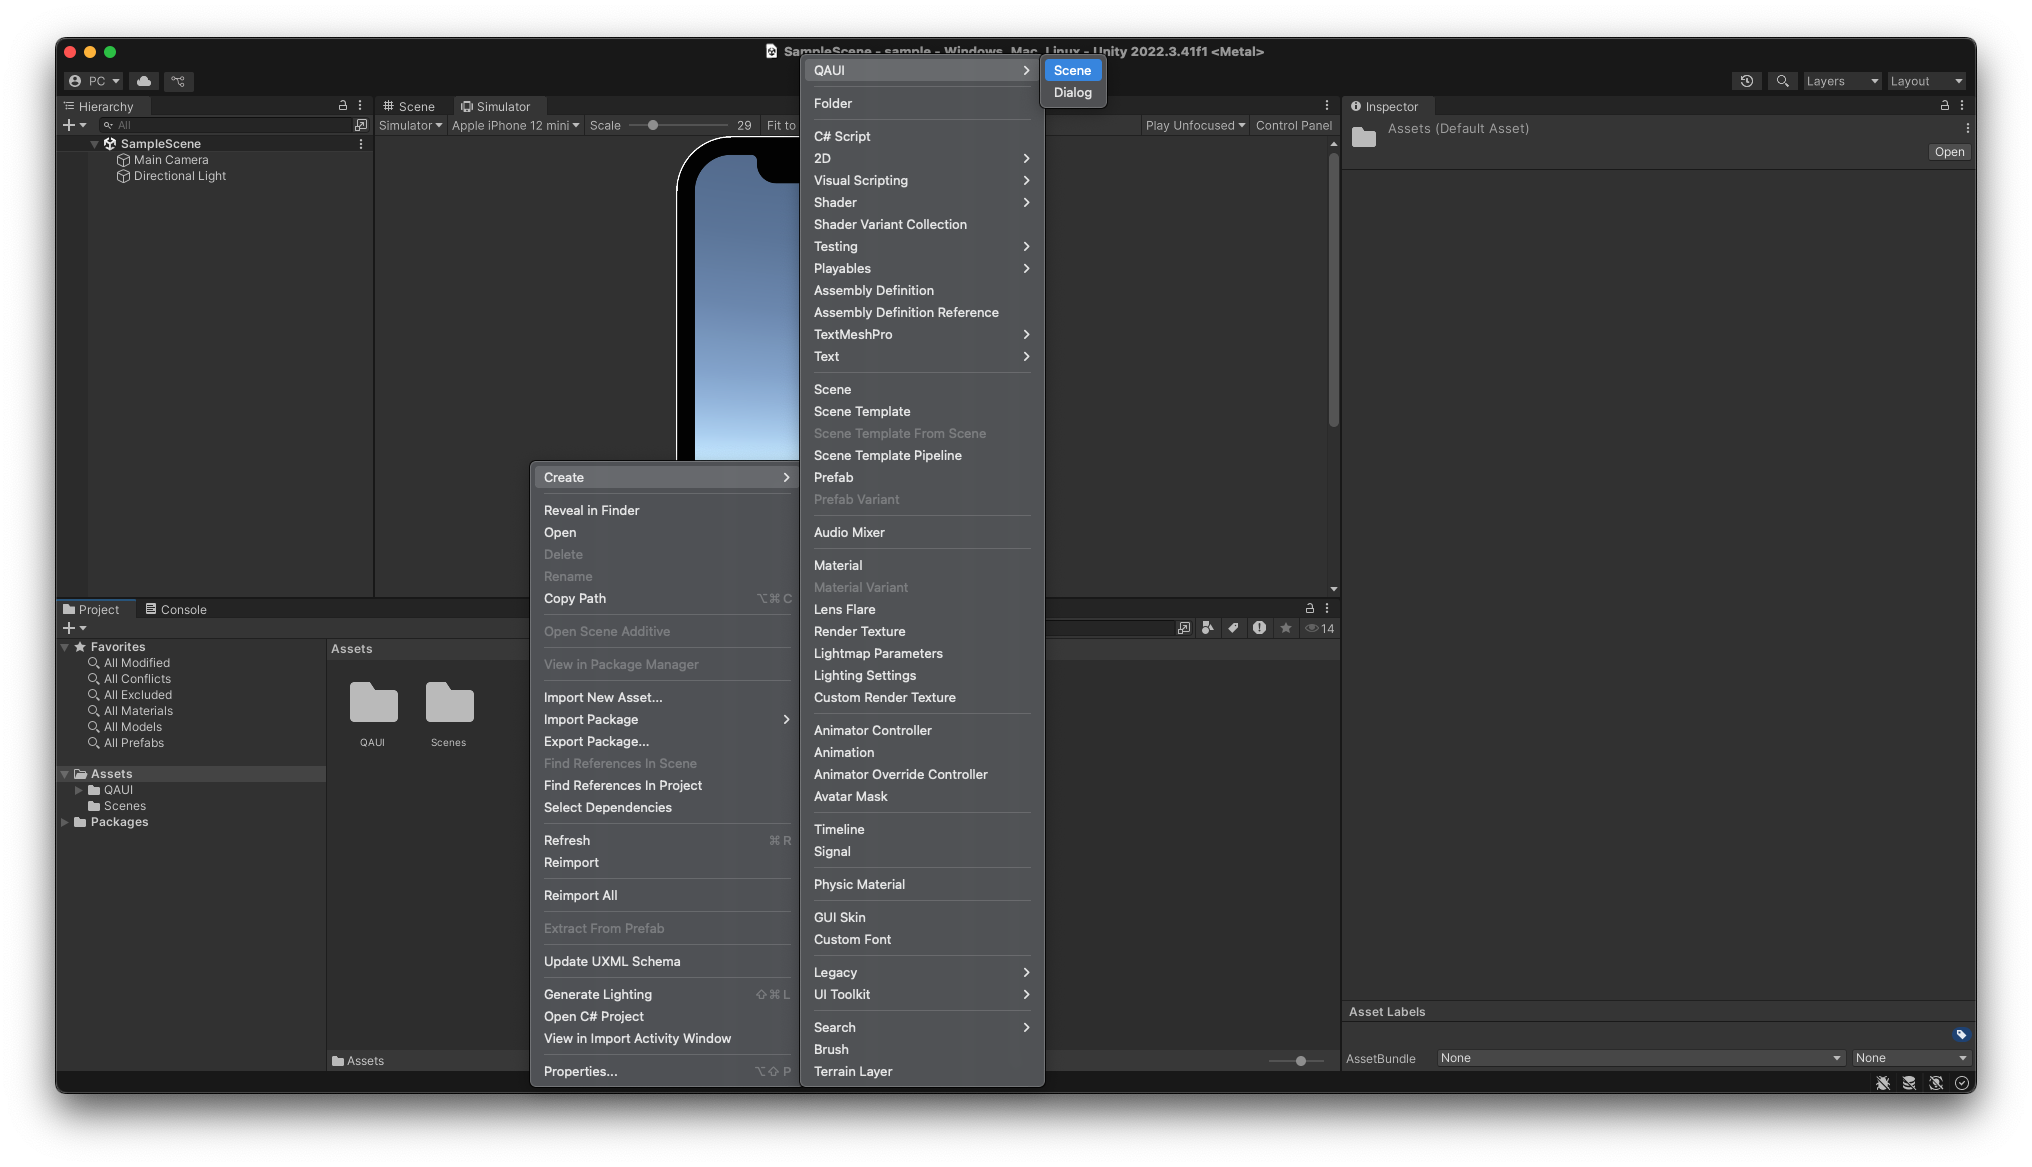 SampleScene - sample - Windows, Mac, Linux - Unity 2022.3.41f1 <Metal>
PC
Layers
Layout
Hierarchy
All
SampleScene
Main Camera
Directional Light
Scene
Simulator
Simulator
Apple iPhone 12 mini
Scale
29
Fit to
Play Unfocused
Control Panel
Inspector
Assets (Default Asset)
Open
QAUI
Folder
C# Script
2D
Visual Scripting
Shader
Shader Variant Collection
Testing
Playables
Assembly Definition
Assembly Definition Reference
TextMeshPro
Text
Scene
Scene Template
Scene Template From Scene
Scene Template Pipeline
Prefab
Prefab Variant
Audio Mixer
Material
Material Variant
Lens Flare
Render Texture
Lightmap Parameters
Lighting Settings
Custom Render Texture
Animator Controller
Animation
Animator Override Controller
Avatar Mask
Timeline
Signal
Physic Material
GUI Skin
Custom Font
Legacy
UI Toolkit
Search
Brush
Terrain Layer
Scene
Dialog
Create
Reveal in Finder
Open
Delete
Rename
Copy Path ⌥⌘C
Open Scene Additive
View in Package Manager
Import New Asset...
Import Package
Export Package...
Find References In Scene
Find References In Project
Select Dependencies
Refresh ⌘R
Reimport
Reimport All
Extract From Prefab
Update UXML Schema
Generate Lighting ⇧⌘L
Open C# Project
View in Import Activity Window
Properties... ⌥⇧P
Project
Console
14
Favorites
All Modified
All Conflicts
All Excluded
All Materials
All Models
All Prefabs
Assets
QAUI
Scenes
Packages
Assets
QAUI
Scenes
Assets
Asset Labels
AssetBundle
None
None